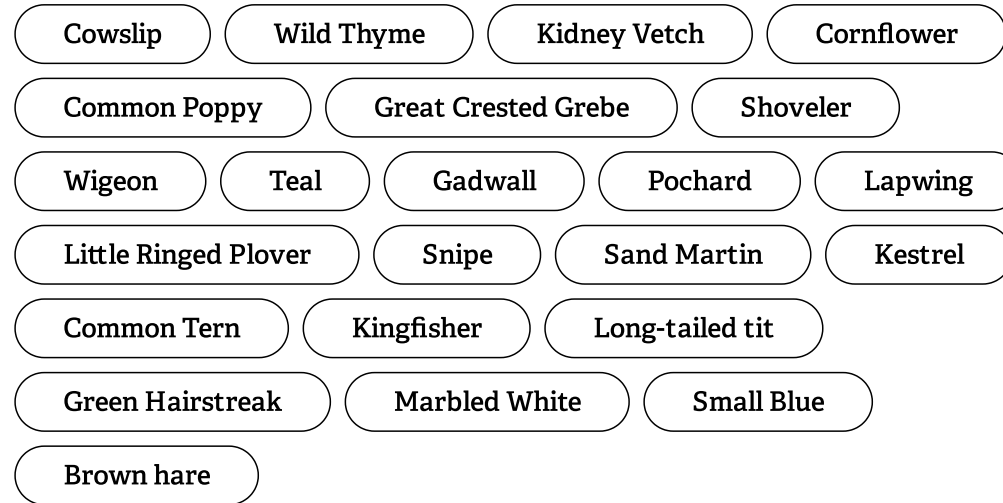 Cowslip Wild Thyme Kidney Vetch Cornflower
Common Poppy Great Crested Grebe Shoveler
Wigeon Teal Gadwall Pochard Lapwing
Little Ringed Plover Snipe Sand Martin Kestrel
Common Tern Kingfisher Long-tailed tit
Green Hairstreak Marbled White Small Blue
Brown hare